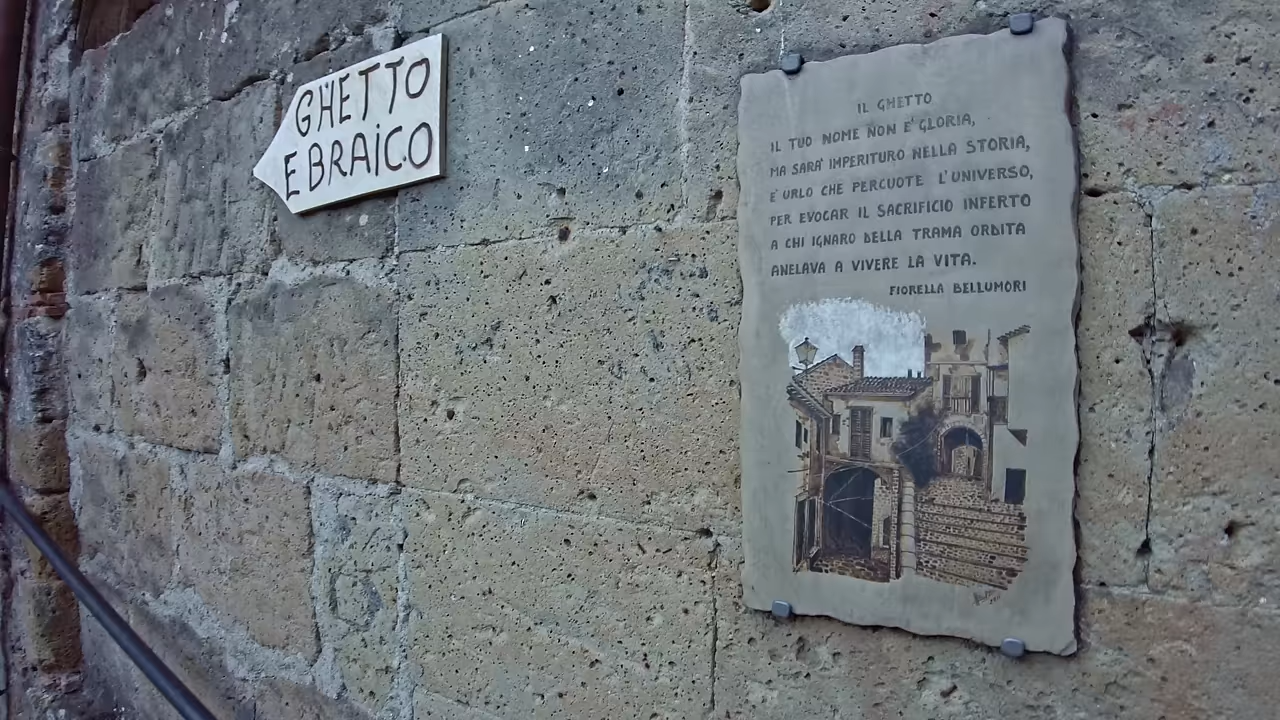 GHETTO
EBRAICO
IL GHETTO
IL TUO NOME NON E' GLORIA,
MA SARA' IMPERITURO NELLA STORIA,
E' URLO CHE PERCUOTE L'UNIVERSO,
PER EVOCAR IL SACRIFICIO INFERTO
A CHI IGNARO DELLA TRAMA ORDITA
ANELAVA A VIVERE LA VITA.
FIORELLA BELLUMORI